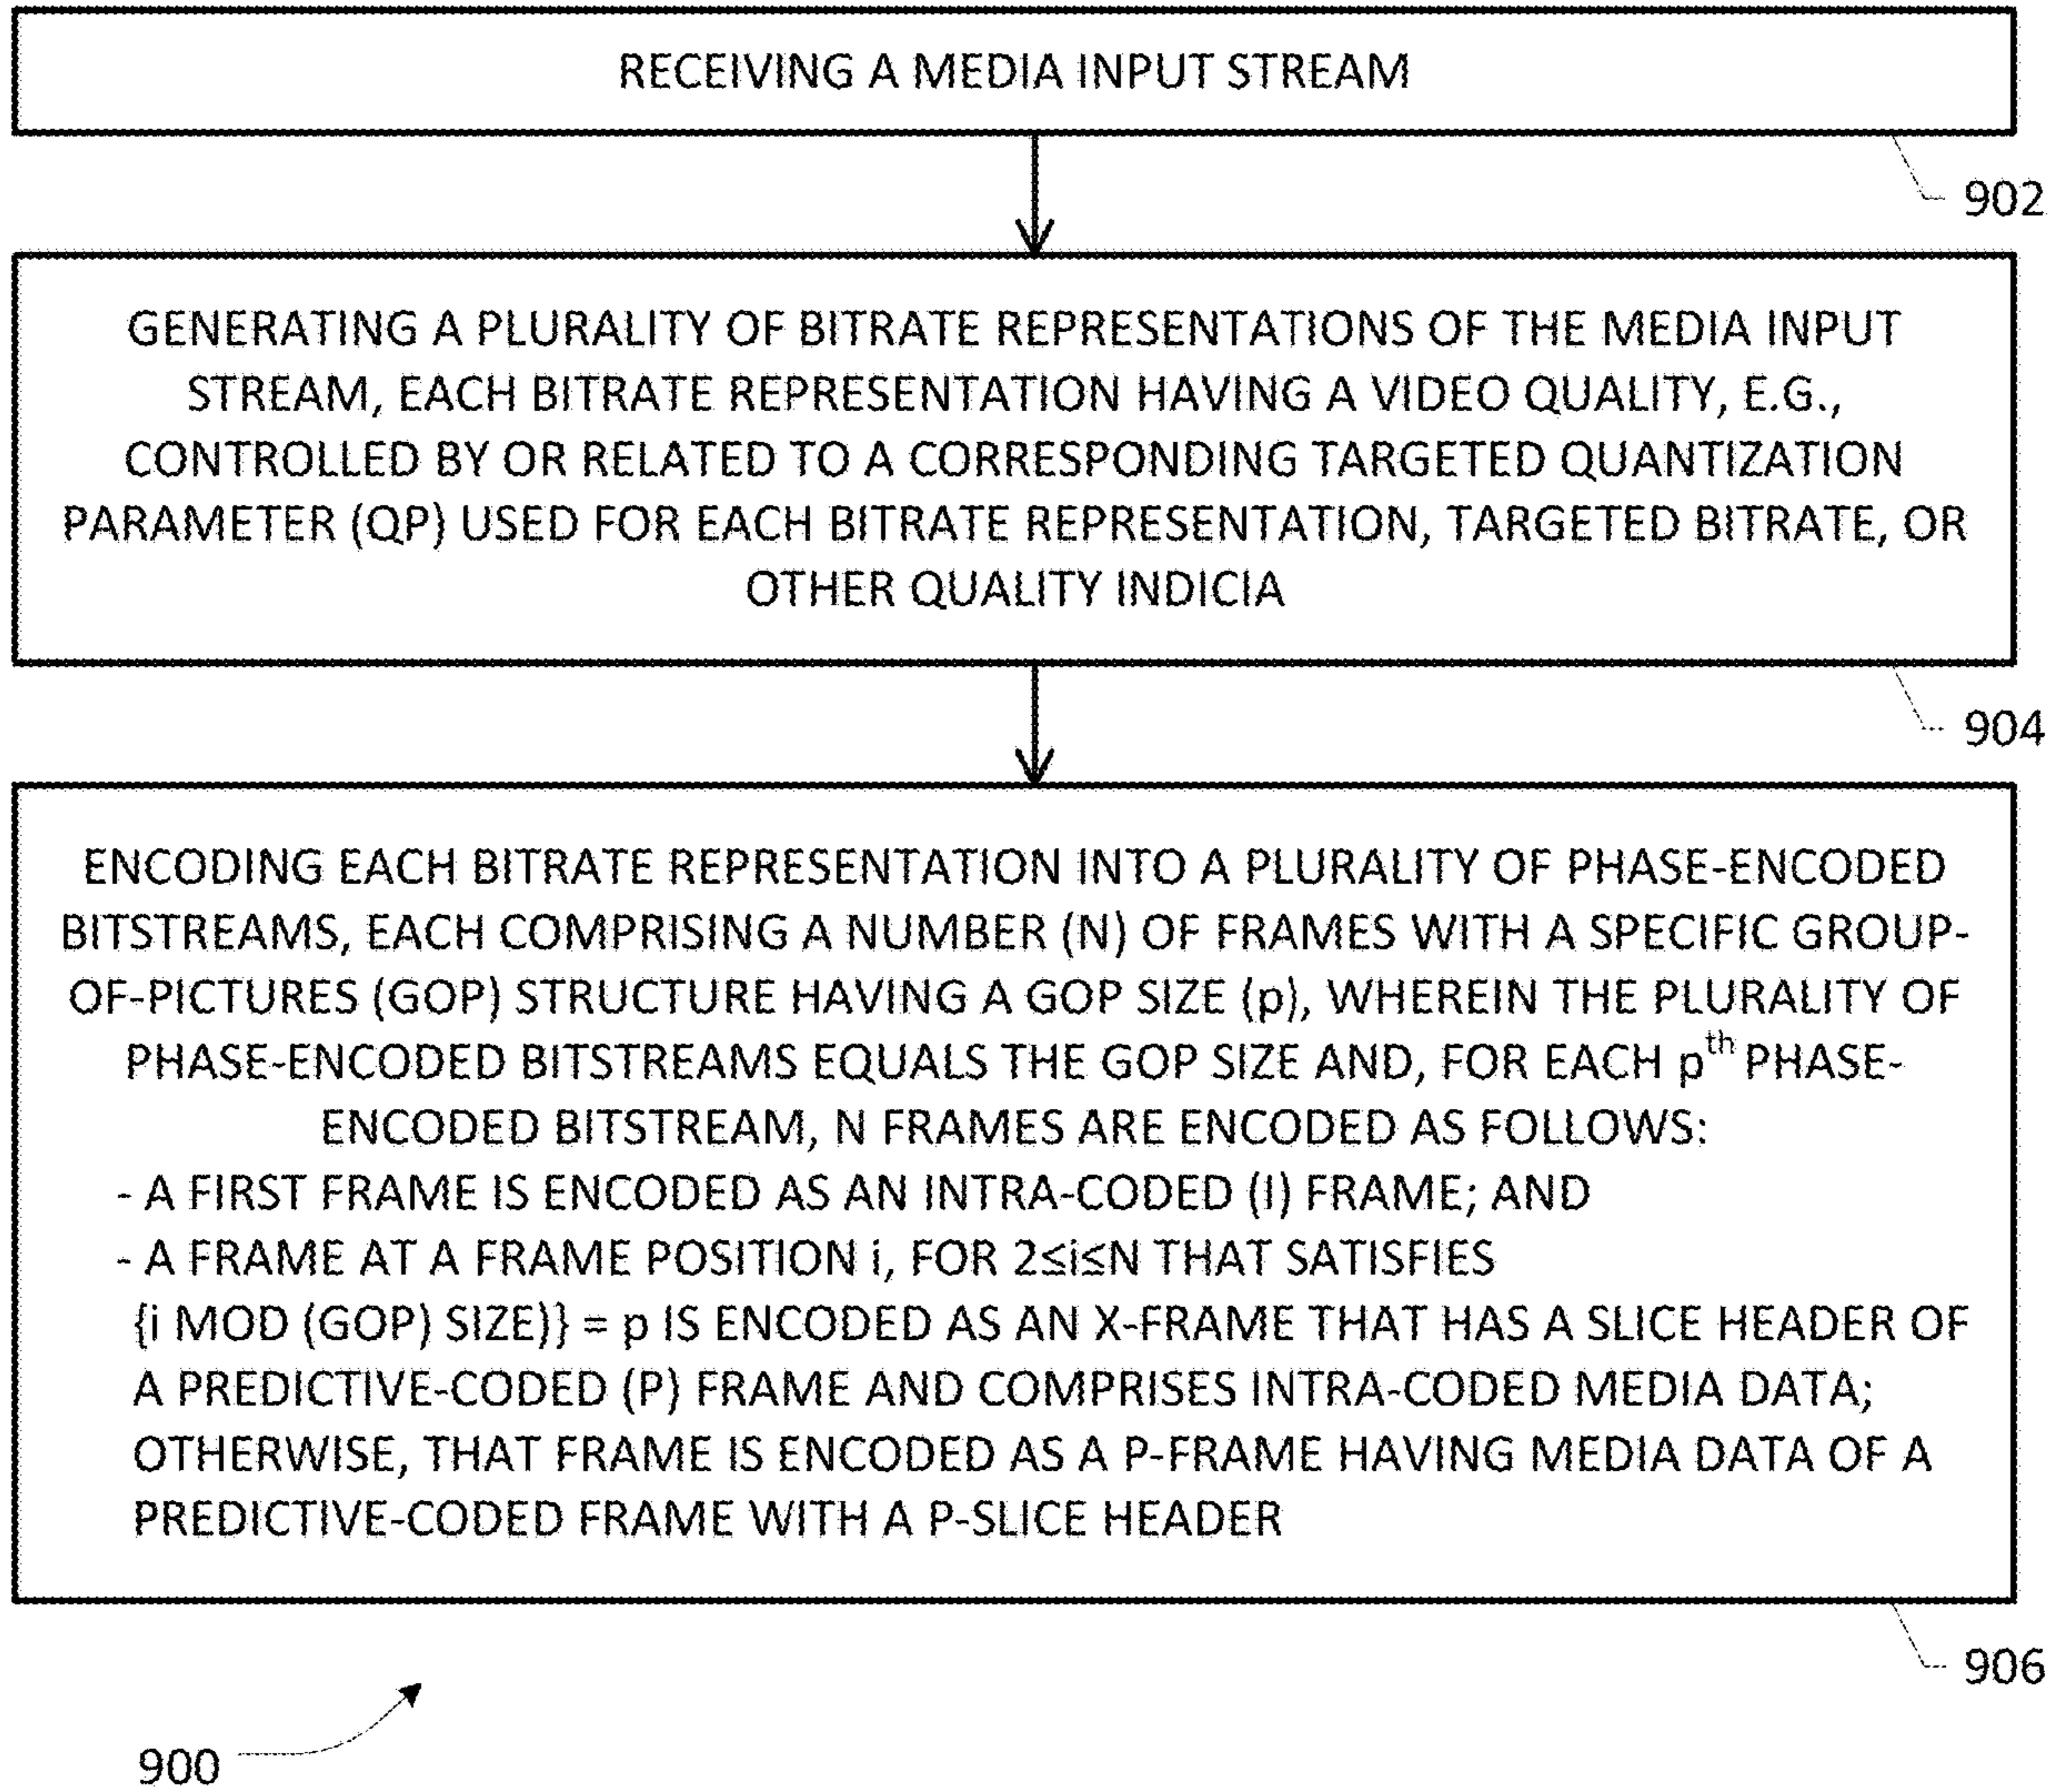 RECEIVING A MEDIA INPUT STREAM
902
GENERATING A PLURALITY OF BITRATE REPRESENTATIONS OF THE MEDIA INPUT
STREAM, EACH BITRATE REPRESENTATION HAVING A VIDEO QUALITY, E.G.,
CONTROLLED BY OR RELATED TO A CORRESPONDING TARGETED QUANTIZATION
PARAMETER (QP) USED FOR EACH BITRATE REPRESENTATION, TARGETED BITRATE, OR
OTHER QUALITY INDICIA
904
ENCODING EACH BITRATE REPRESENTATION INTO A PLURALITY OF PHASE-ENCODED
BITSTREAMS, EACH COMPRISING A NUMBER (N) OF FRAMES WITH A SPECIFIC GROUP-
OF-PICTURES (GOP) STRUCTURE HAVING A GOP SIZE (p), WHEREIN THE PLURALITY OF
PHASE-ENCODED BITSTREAMS EQUALS THE GOP SIZE AND, FOR EACH pth PHASE-
ENCODED BITSTREAM, N FRAMES ARE ENCODED AS FOLLOWS:
- A FIRST FRAME IS ENCODED AS AN INTRA-CODED (I) FRAME; AND
- A FRAME AT A FRAME POSITION i, FOR 2≤i≤N THAT SATISFIES
{i MOD (GOP) SIZE)} = p IS ENCODED AS AN X-FRAME THAT HAS A SLICE HEADER OF
A PREDICTIVE-CODED (P) FRAME AND COMPRISES INTRA-CODED MEDIA DATA;
OTHERWISE, THAT FRAME IS ENCODED AS A P-FRAME HAVING MEDIA DATA OF A
PREDICTIVE-CODED FRAME WITH A P-SLICE HEADER
906
900